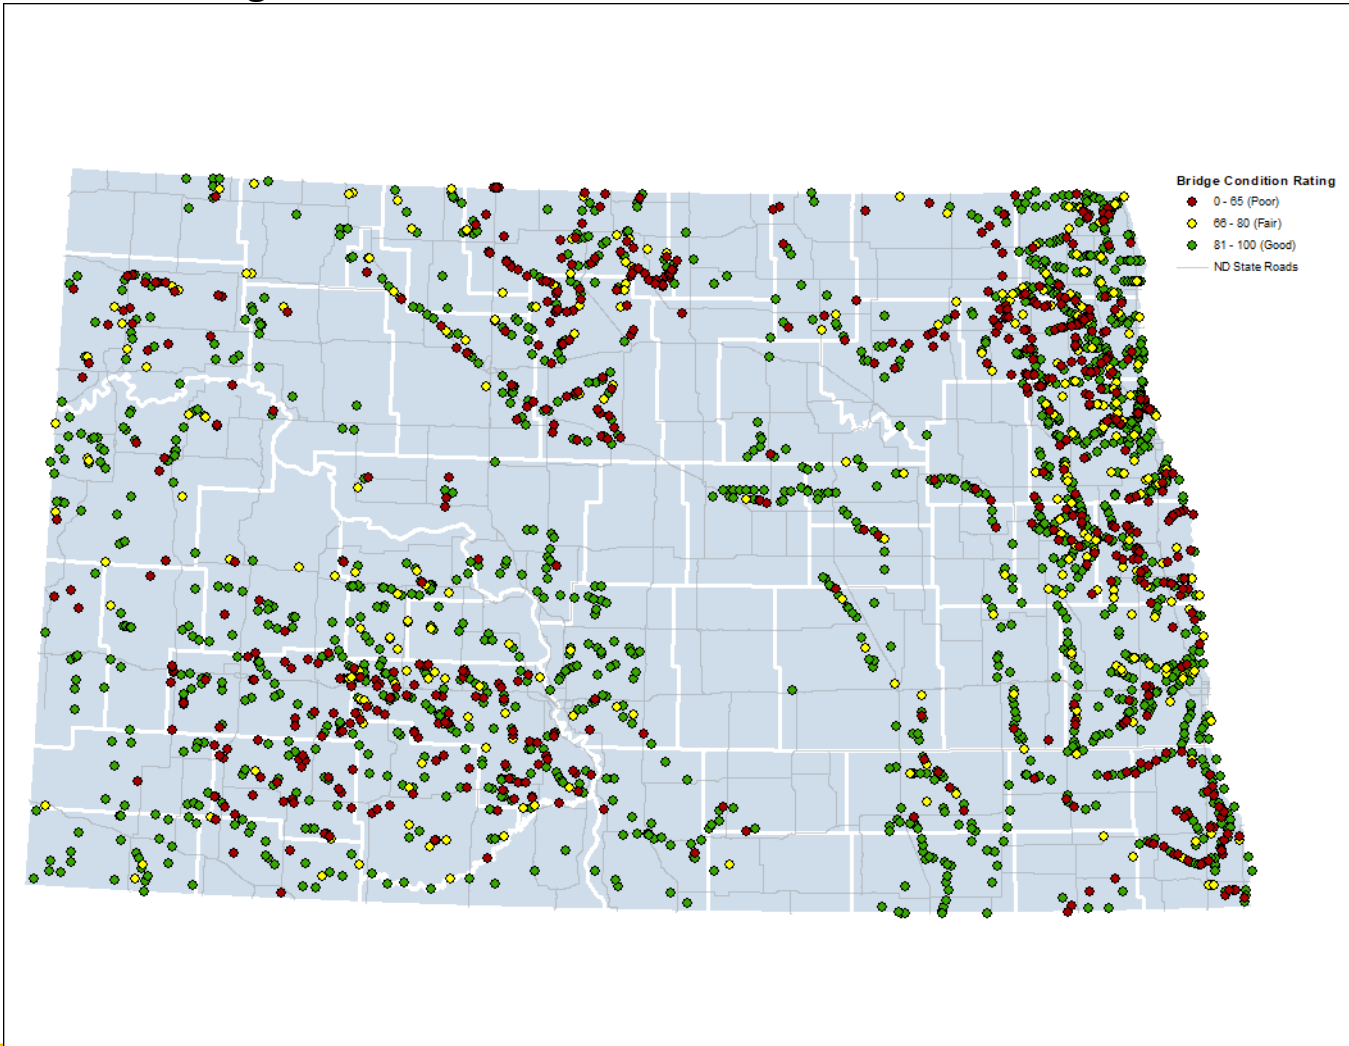 Bridge Condition Rating
0 - 65 (Poor)
66 - 80 (Fair)
81 - 100 (Good)
ND State Roads